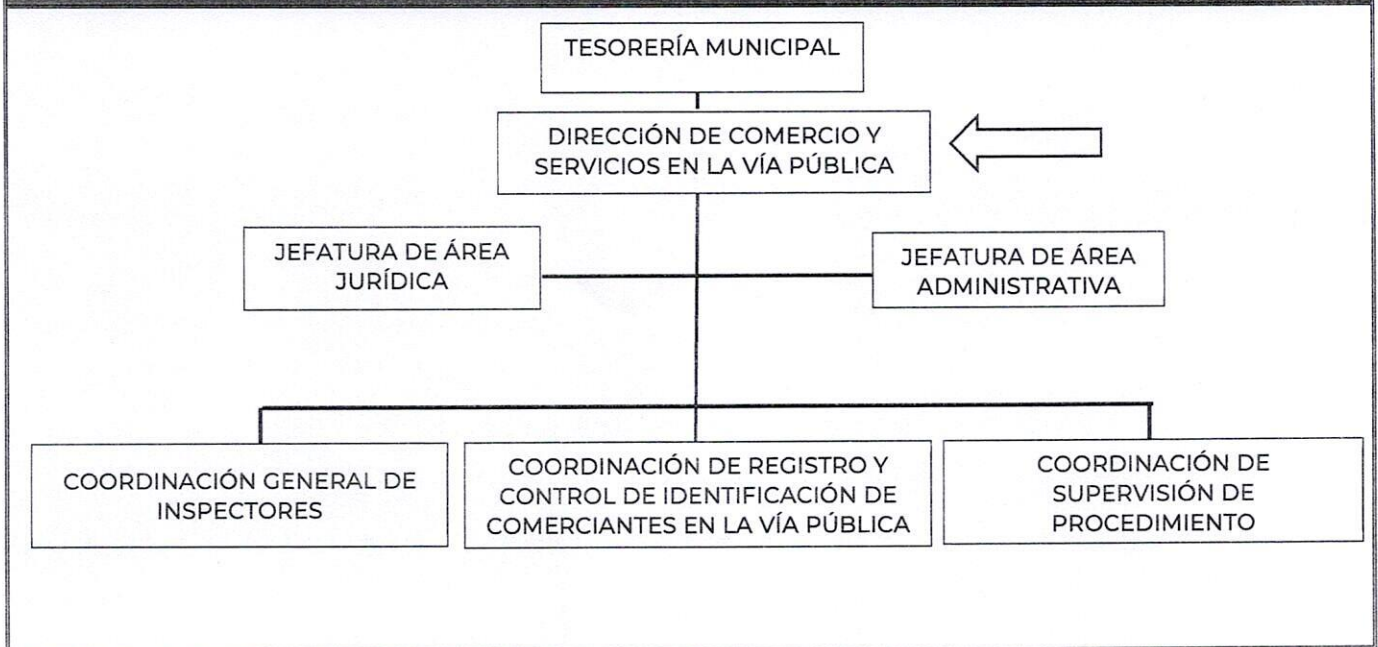 TESORERÍA MUNICIPAL
DIRECCIÓN DE COMERCIO Y
SERVICIOS EN LA VÍA PÚBLICA
JEFATURA DE ÁREA
JURÍDICA
JEFATURA DE ÁREA
ADMINISTRATIVA
COORDINACIÓN GENERAL DE
INSPECTORES
COORDINACIÓN DE REGISTRO Y
CONTROL DE IDENTIFICACIÓN DE
COMERCIANTES EN LA VÍA PÚBLICA
COORDINACIÓN DE
SUPERVISIÓN DE
PROCEDIMIENTO